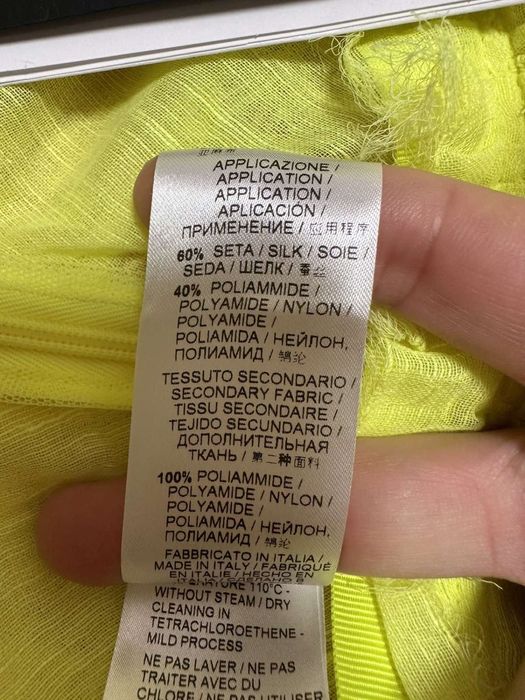 APPLICAZIONE /
APPLICATION /
APPLICATION /
APLICACIÓN /
ПРИМЕНЕНИЕ / 应用程序
60% SETA / SILK / SOIE /
SEDA / ШЕЛК / 蚕丝
40% POLIAMMIDE /
POLYAMIDE / NYLON /
POLYAMIDE /
POLIAMIDA / НЕЙЛОН,
ПОЛИАМИД / 锦沦
TESSUTO SECONDARIO /
SECONDARY FABRIC /
TISSU SECONDAIRE /
TEJIDO SECUNDARIO /
ДОПОЛНИТЕЛЬНАЯ
ТКАНЬ / 第二种面料
100% POLIAMMIDE /
POLYAMIDE / NYLON /
POLYAMIDE /
POLIAMIDA / НЕЙЛОН,
ПОЛИАМИД / 锦沦
FABBRICATO IN ITALIA /
MADE IN ITALY / FABRIQUÉ
EN ITALIE / HECHO EN
110°C -
WITHOUT STEAM / DRY
CLEANING IN
TETRACHLOROETHENE -
MILD PROCESS
NE PAS LAVER / NE PAS
TRAITER AVEC DU
CHLORE / NE PAS UTILISER